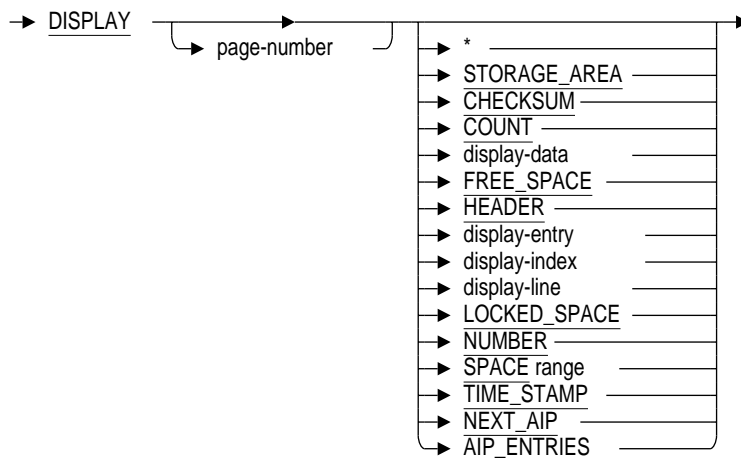 DISPLAY
page-number
*
STORAGE_AREA
CHECKSUM
COUNT
display-data
FREE_SPACE
HEADER
display-entry
display-index
display-line
LOCKED_SPACE
NUMBER
SPACE range
TIME_STAMP
NEXT_AIP
AIP_ENTRIES